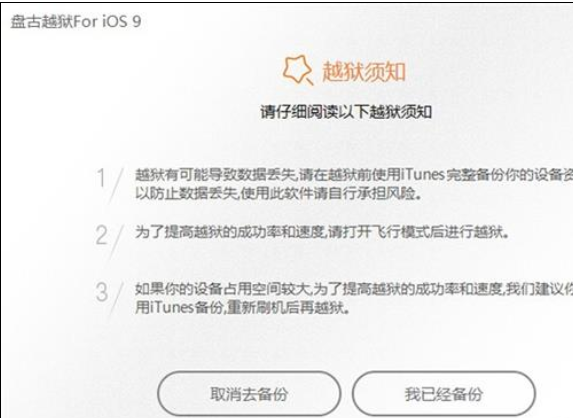 盘古越狱For iOS 9
越狱须知
请仔细阅读以下越狱须知
1 越狱有可能导致数据丢失,请在越狱前使用iTunes完整备份你的设备资
以防止数据丢失,使用此软件请自行承担风险。
2 为了提高越狱的成功率和速度,请打开飞行模式后进行越狱。
3 如果你的设备占用空间较大,为了提高越狱的成功率和速度,我们建议你
用iTunes备份,重新刷机后再越狱。
取消去备份 我已经备份